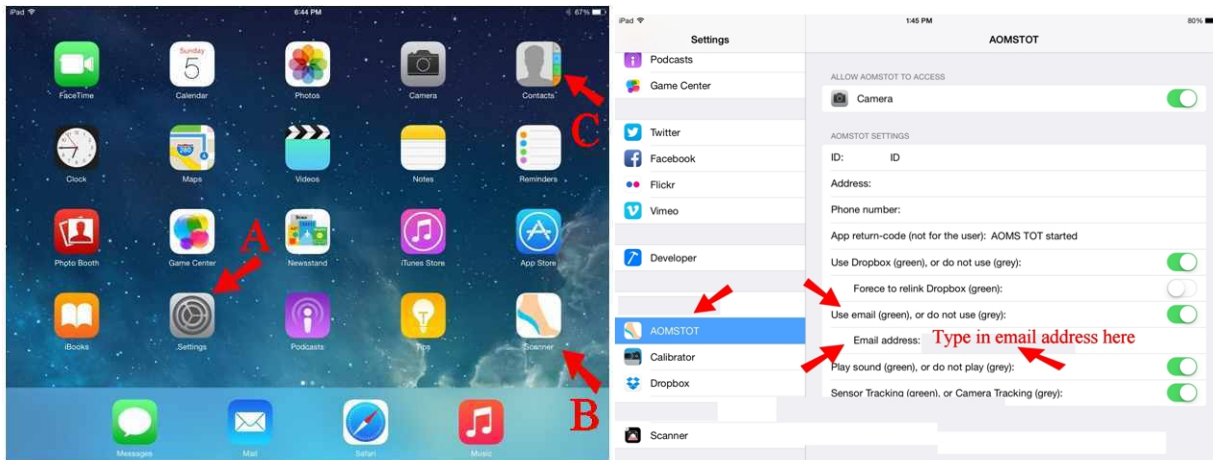 iPad 6:44 PM 67%
Sunday
5
FaceTime Calendar Photos Camera Contacts
C
280
Clock Maps Videos Notes Reminders
A
Photo Booth Game Center Newsstand iTunes Store App Store
iBooks Settings Podcasts Tips Scanner
B
Messages Mail Safari Music
iPad 1:45 PM 80%
Settings
Podcasts
Game Center
Twitter
Facebook
Flickr
Vimeo
Developer
AOMSTOT
Calibrator
Dropbox
Scanner
AOMSTOT
ALLOW AOMSTOT TO ACCESS
Camera
AOMSTOT SETTINGS
ID: ID
Address:
Phone number:
App return-code (not for the user): AOMS TOT started
Use Dropbox (green), or do not use (grey):
Forece to relink Dropbox (green):
Use email (green), or do not use (grey):
Email address: Type in email address here
Play sound (green), or do not play (grey):
Sensor Tracking (green), or Camera Tracking (grey):